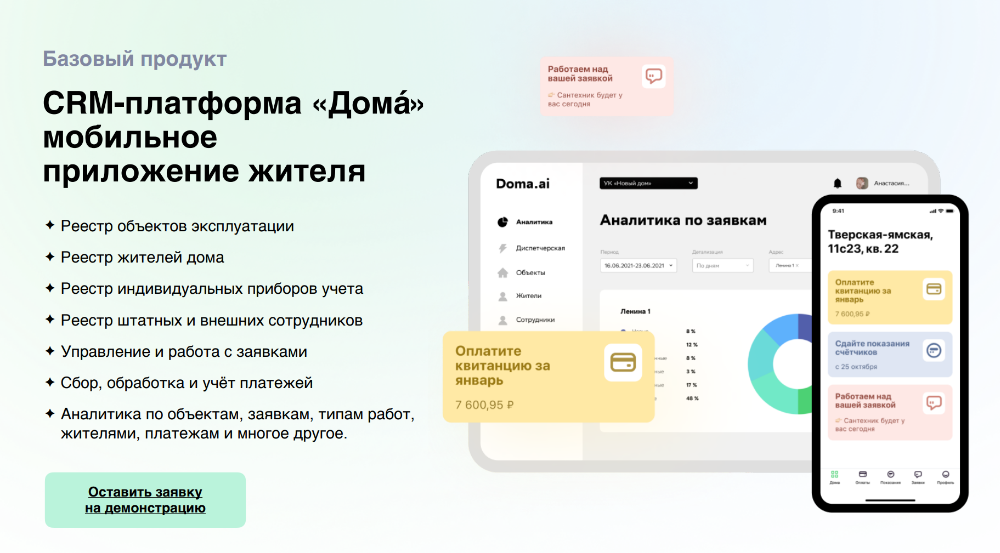 Базовый продукт
CRM-платформа «Дома́»
мобильное
приложение жителя
✦ Реестр объектов эксплуатации
✦ Реестр жителей дома
✦ Реестр индивидуальных приборов учета
✦ Реестр штатных и внешних сотрудников
✦ Управление и работа с заявками
✦ Сбор, обработка и учёт платежей
✦ Аналитика по объектам, заявкам, типам работ,
жителями, платежам и многое другое.
Оставить заявку
на демонстрацию
Работаем над
вашей заявкой
👉 Сантехник будет у
вас сегодня
Doma.ai
УК «Новый дом»
Анастасия...
Аналитика
Диспетчерская
Объекты
Жители
Сотрудники
Аналитика по заявкам
Период
Детализация
Адрес
16.06.2021-23.06.2021
По дням
Ленина 1 ×
Ленина 1
8 %
12 %
нные 8 %
ные 3 %
ные 17 %
е 48 %
Оплатите
квитанцию за
январь
7 600,95 ₽
9:41
Тверская-ямская,
11с23, кв. 22
Оплатите
квитанцию за
январь
7 600,95 ₽
Сдайте показания
счётчиков
с 25 октября
Работаем над
вашей заявкой
👉 Сантехник будет у
вас сегодня
Дома
Оплаты
Показания
Заявки
Профиль